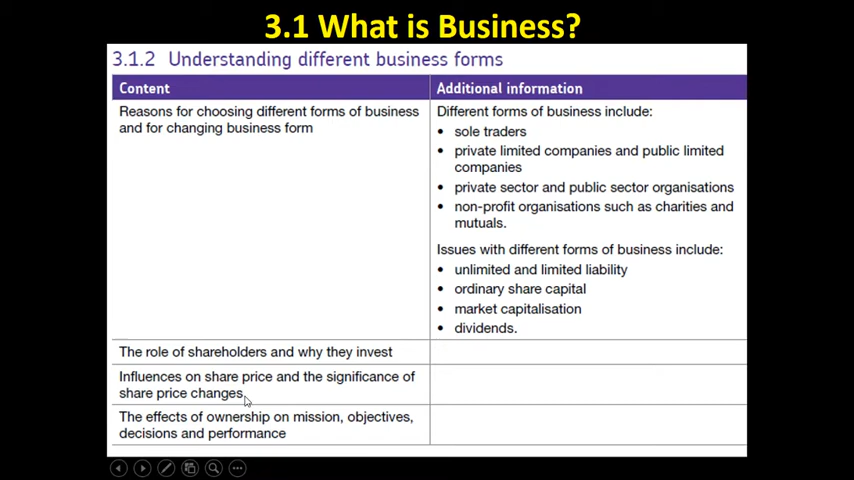 3.1 What is Business?
3.1.2 Understanding different business forms
Content
Additional information
Reasons for choosing different forms of business
and for changing business form
Different forms of business include:
• sole traders
• private limited companies and public limited
companies
• private sector and public sector organisations
• non-profit organisations such as charities and
mutuals.
Issues with different forms of business include:
• unlimited and limited liability
• ordinary share capital
• market capitalisation
• dividends.
The role of shareholders and why they invest
Influences on share price and the significance of
share price changes
The effects of ownership on mission, objectives,
decisions and performance